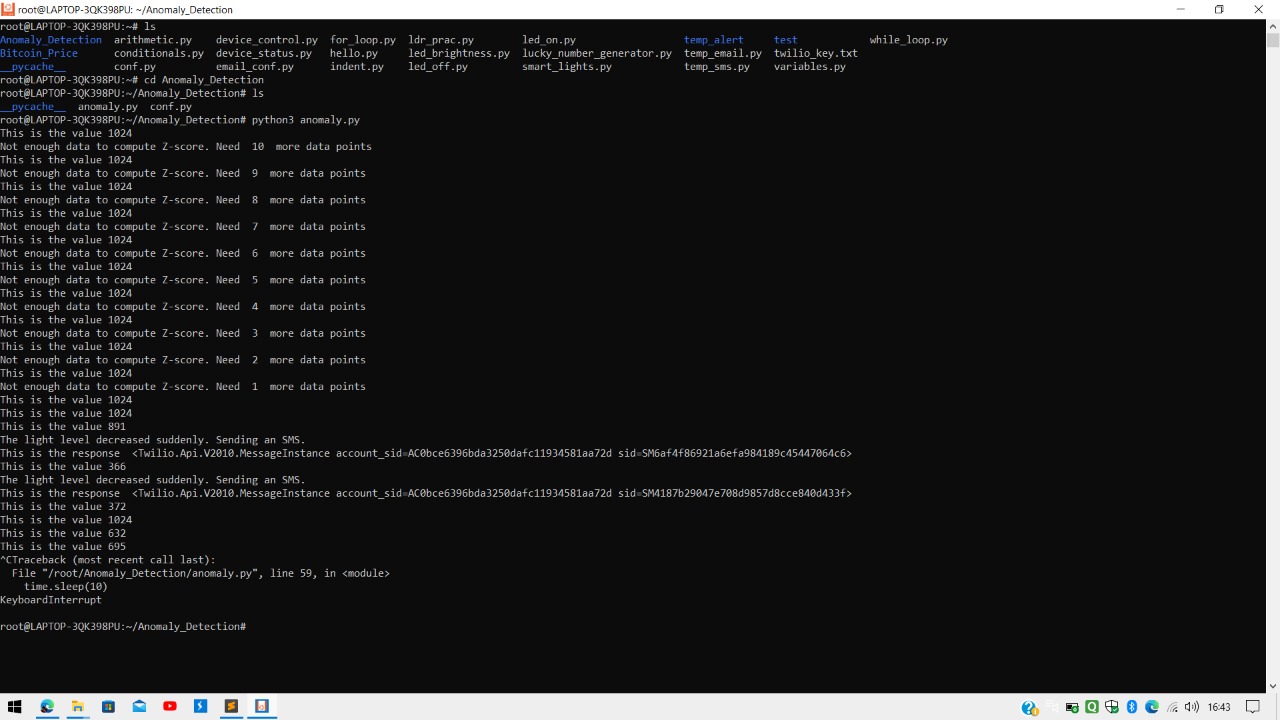 root@LAPTOP-3QK398PU: ~/Anomaly_Detection
root@LAPTOP-3QK398PU:~# ls
Anomaly_Detection arithmetic.py device_control.py for_loop.py ldr_prac.py led_on.py temp_alert test while_loop.py
Bitcoin_Price conditionals.py device_status.py hello.py led_brightness.py lucky_number_generator.py temp_email.py twilio_key.txt
__pycache__ conf.py email_conf.py indent.py led_off.py smart_lights.py temp_sms.py variables.py
root@LAPTOP-3QK398PU:~# cd Anomaly_Detection
root@LAPTOP-3QK398PU:~/Anomaly_Detection# ls
__pycache__ anomaly.py conf.py
root@LAPTOP-3QK398PU:~/Anomaly_Detection# python3 anomaly.py
This is the value 1024
Not enough data to compute Z-score. Need 10 more data points
This is the value 1024
Not enough data to compute Z-score. Need 9 more data points
This is the value 1024
Not enough data to compute Z-score. Need 8 more data points
This is the value 1024
Not enough data to compute Z-score. Need 7 more data points
This is the value 1024
Not enough data to compute Z-score. Need 6 more data points
This is the value 1024
Not enough data to compute Z-score. Need 5 more data points
This is the value 1024
Not enough data to compute Z-score. Need 4 more data points
This is the value 1024
Not enough data to compute Z-score. Need 3 more data points
This is the value 1024
Not enough data to compute Z-score. Need 2 more data points
This is the value 1024
Not enough data to compute Z-score. Need 1 more data points
This is the value 1024
This is the value 1024
This is the value 891
The light level decreased suddenly. Sending an SMS.
This is the response <Twilio.Api.V2010.MessageInstance account_sid=AC0bce6396bda3250dafc11934581aa72d sid=SM6af4f86921a6efa984189c45447064c6>
This is the value 366
The light level decreased suddenly. Sending an SMS.
This is the response <Twilio.Api.V2010.MessageInstance account_sid=AC0bce6396bda3250dafc11934581aa72d sid=SM4187b29047e708d9857d8cce840d433f>
This is the value 372
This is the value 1024
This is the value 632
This is the value 695
^CTraceback (most recent call last):
File "/root/Anomaly_Detection/anomaly.py", line 59, in <module>
time.sleep(10)
KeyboardInterrupt
root@LAPTOP-3QK398PU:~/Anomaly_Detection#
16:43